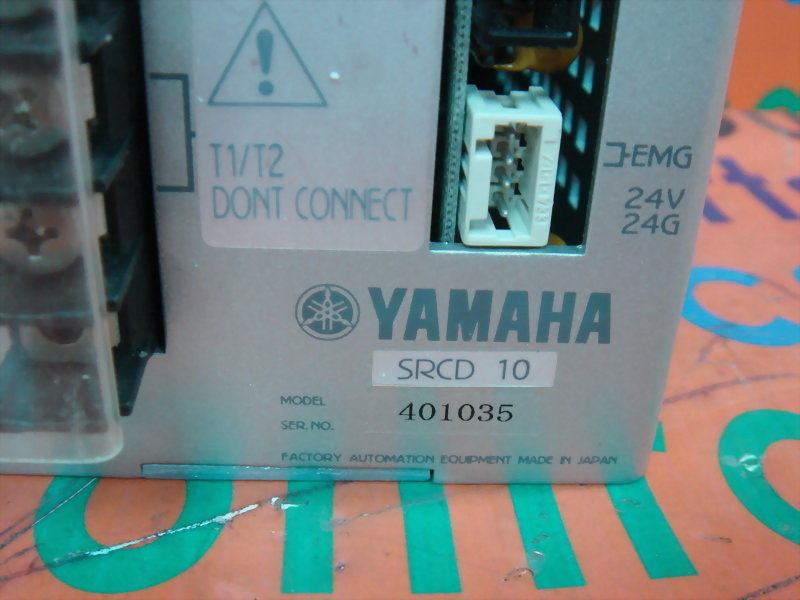 T1/T2
DONT CONNECT
EMG
24V
24G
YAMAHA
SRCD 10
MODEL
401035
SER. NO.
FACTORY AUTOMATION EQUIPMENT MADE IN JAPAN